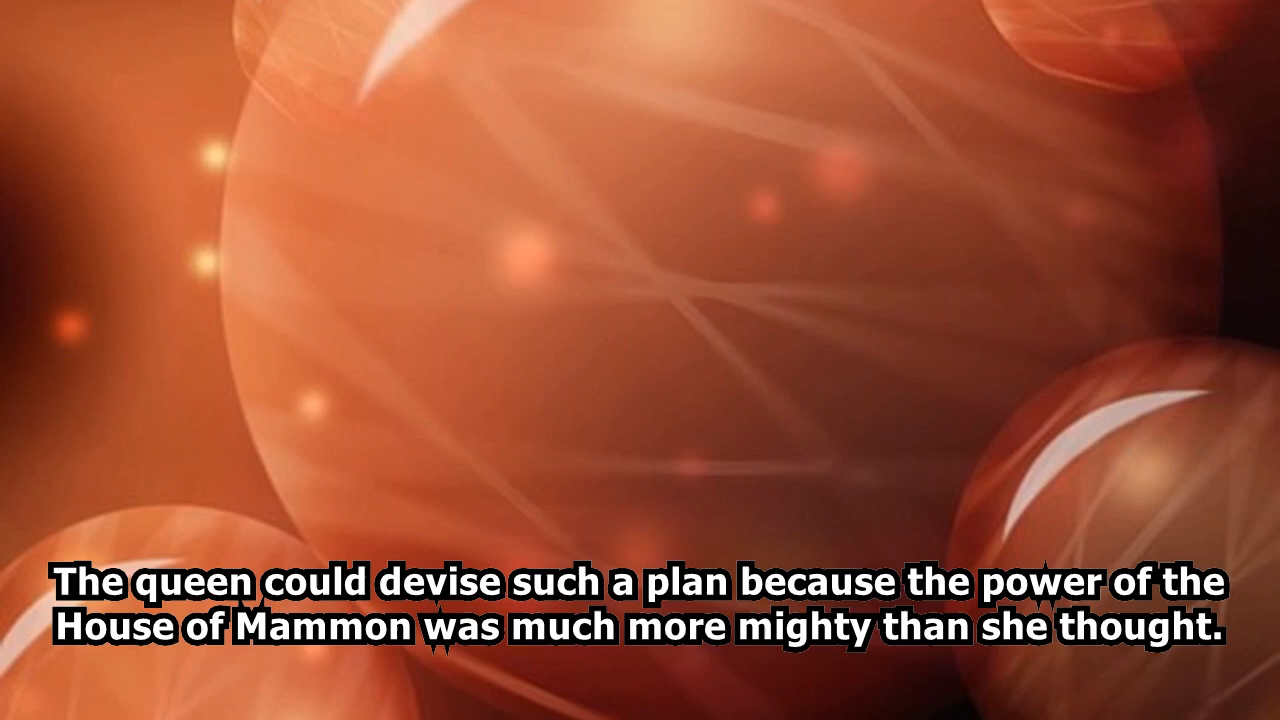 The queen could devise such a plan because the power of the
House of Mammon was much more mighty than she thought.